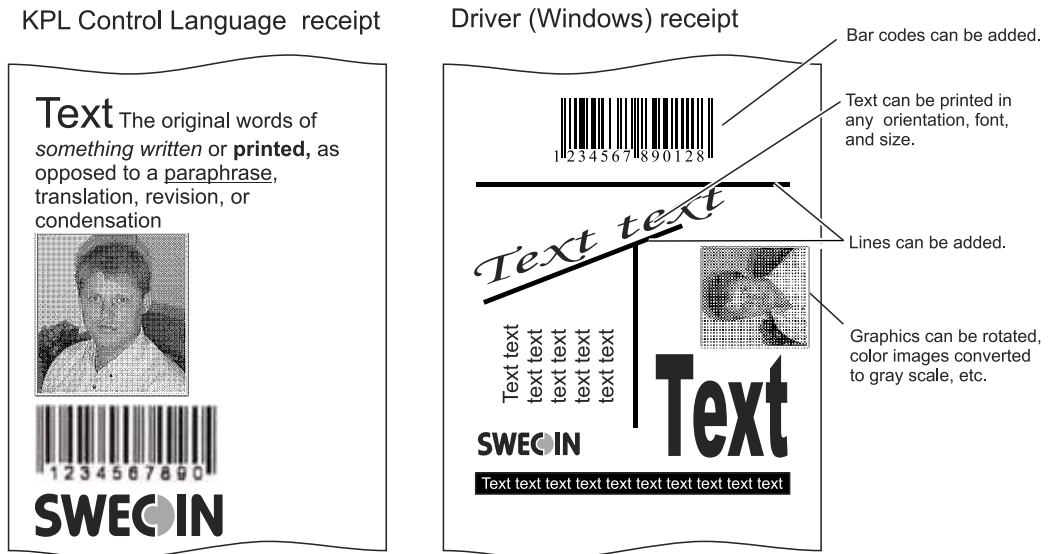 KPL Control Language receipt
Text The original words of
something written or printed, as
opposed to a paraphrase,
translation, revision, or
condensation
1234567890
SWECOIN
Driver (Windows) receipt
1234567890128
Text text
Text text
text text
text text
text text
text text
Text
SWECOIN
Text text text text text text text text text text
Bar codes can be added.
Text can be printed in
any orientation, font,
and size.
Lines can be added.
Graphics can be rotated,
color images converted
to gray scale, etc.